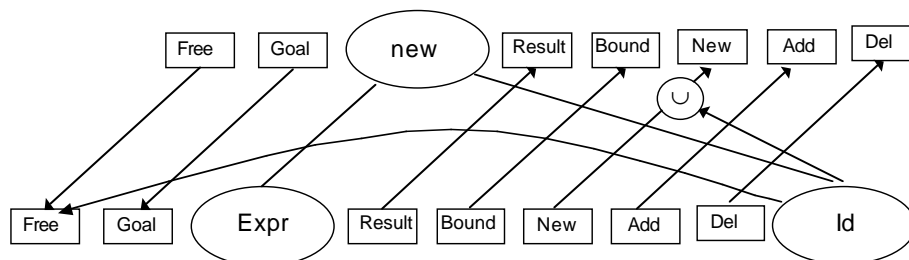 Free Goal new Result Bound New Add Del
∪
Free Goal Expr Result Bound New Add Del Id